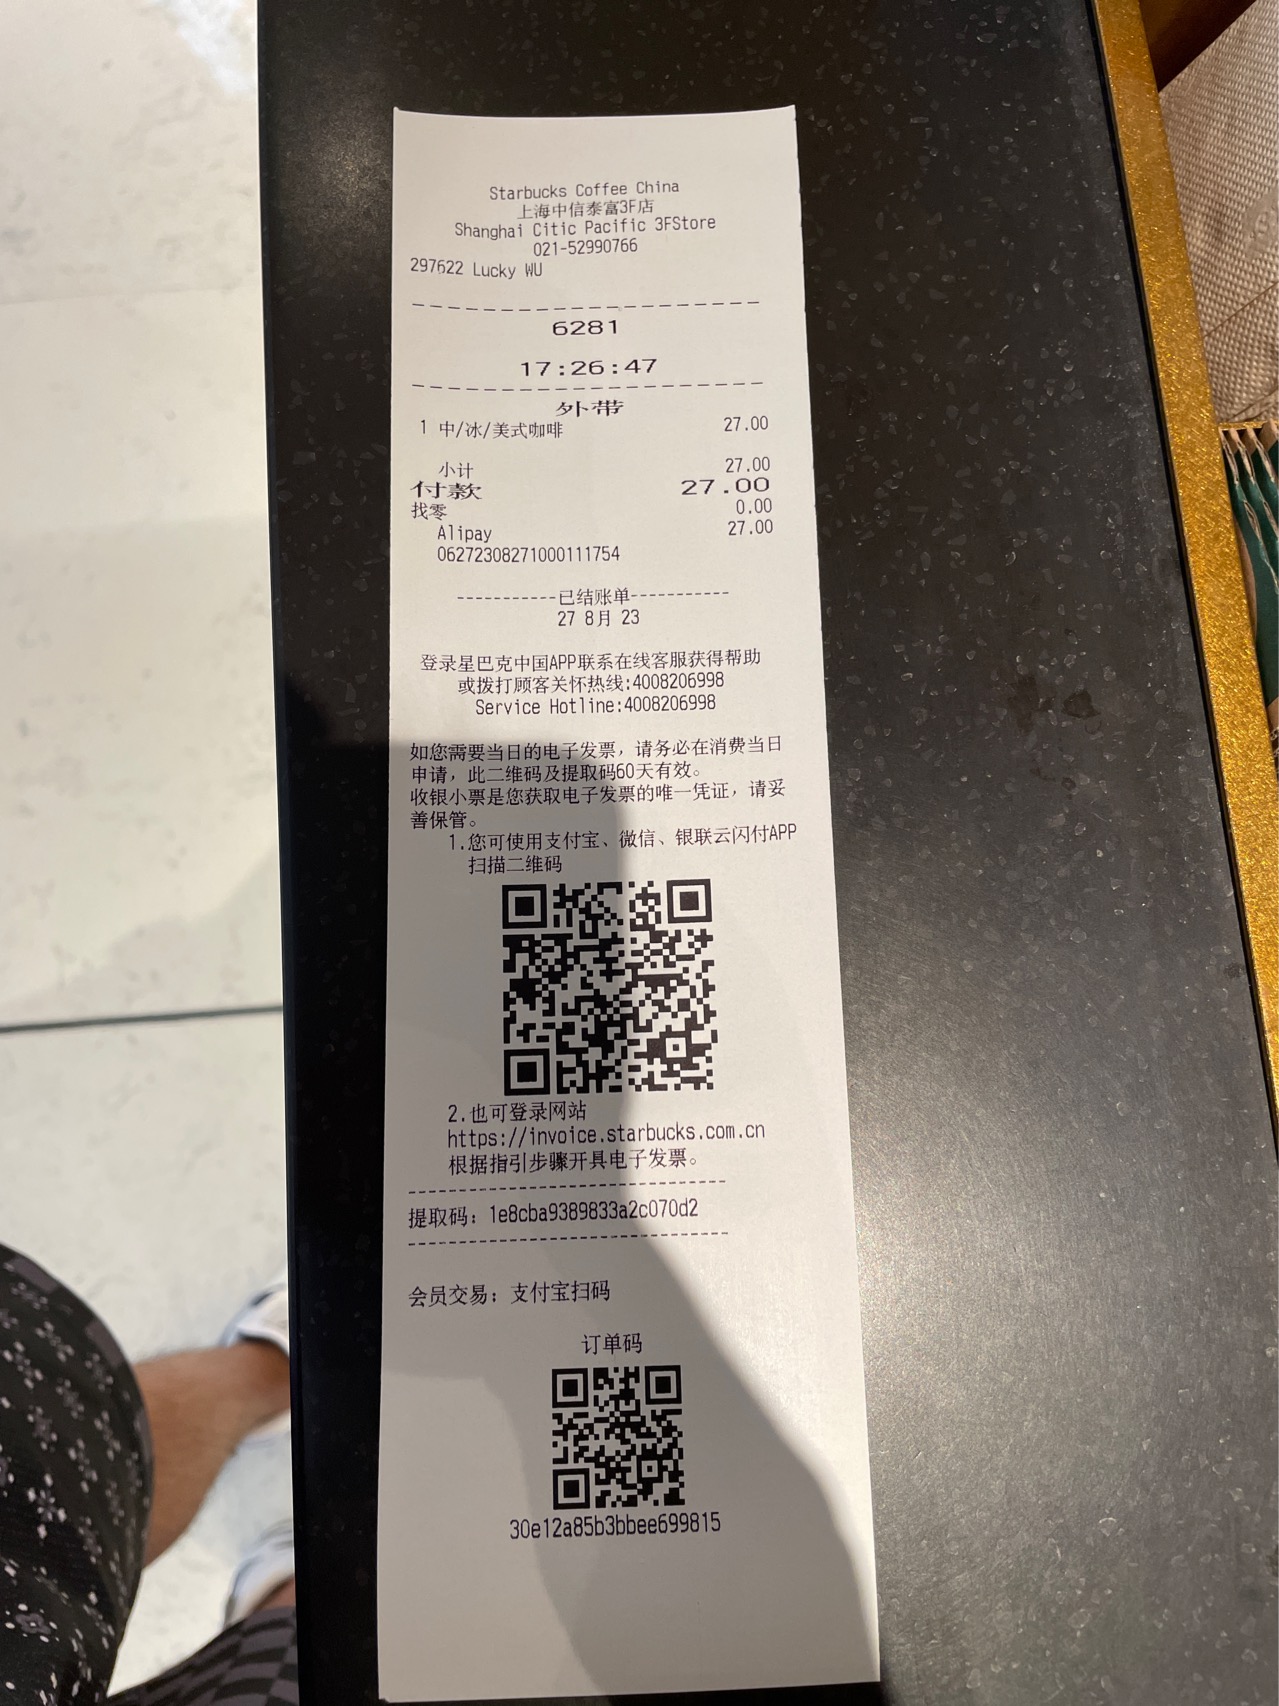 Starbucks Coffee China
上海中信泰富3F店
Shanghai Citic Pacific 3FStore
021-52990766
297622 Lucky WU
--------------------
6281
17:26:47
--------------------
外带
1 中/冰/美式咖啡 27.00
小计 27.00
付款 27.00
找零 0.00
Alipay 27.00
06272308271000111754
-----------已结账单-----------
27 8月 23
登录星巴克中国APP联系在线客服获得帮助
或拨打顾客关怀热线:4008206998
Service Hotline:4008206998
如您需要当日的电子发票，请务必在消费当日
申请，此二维码及提取码60天有效。
收银小票是您获取电子发票的唯一凭证，请妥
善保管。
1.您可使用支付宝、微信、银联云闪付APP
扫描二维码
2.也可登录网站
https://invoice.starbucks.com.cn
根据指引步骤开具电子发票。
------------------------------
提取码：1e8cba9389833a2c070d2
------------------------------
会员交易：支付宝扫码
订单码
30e12a85b3bbee699815